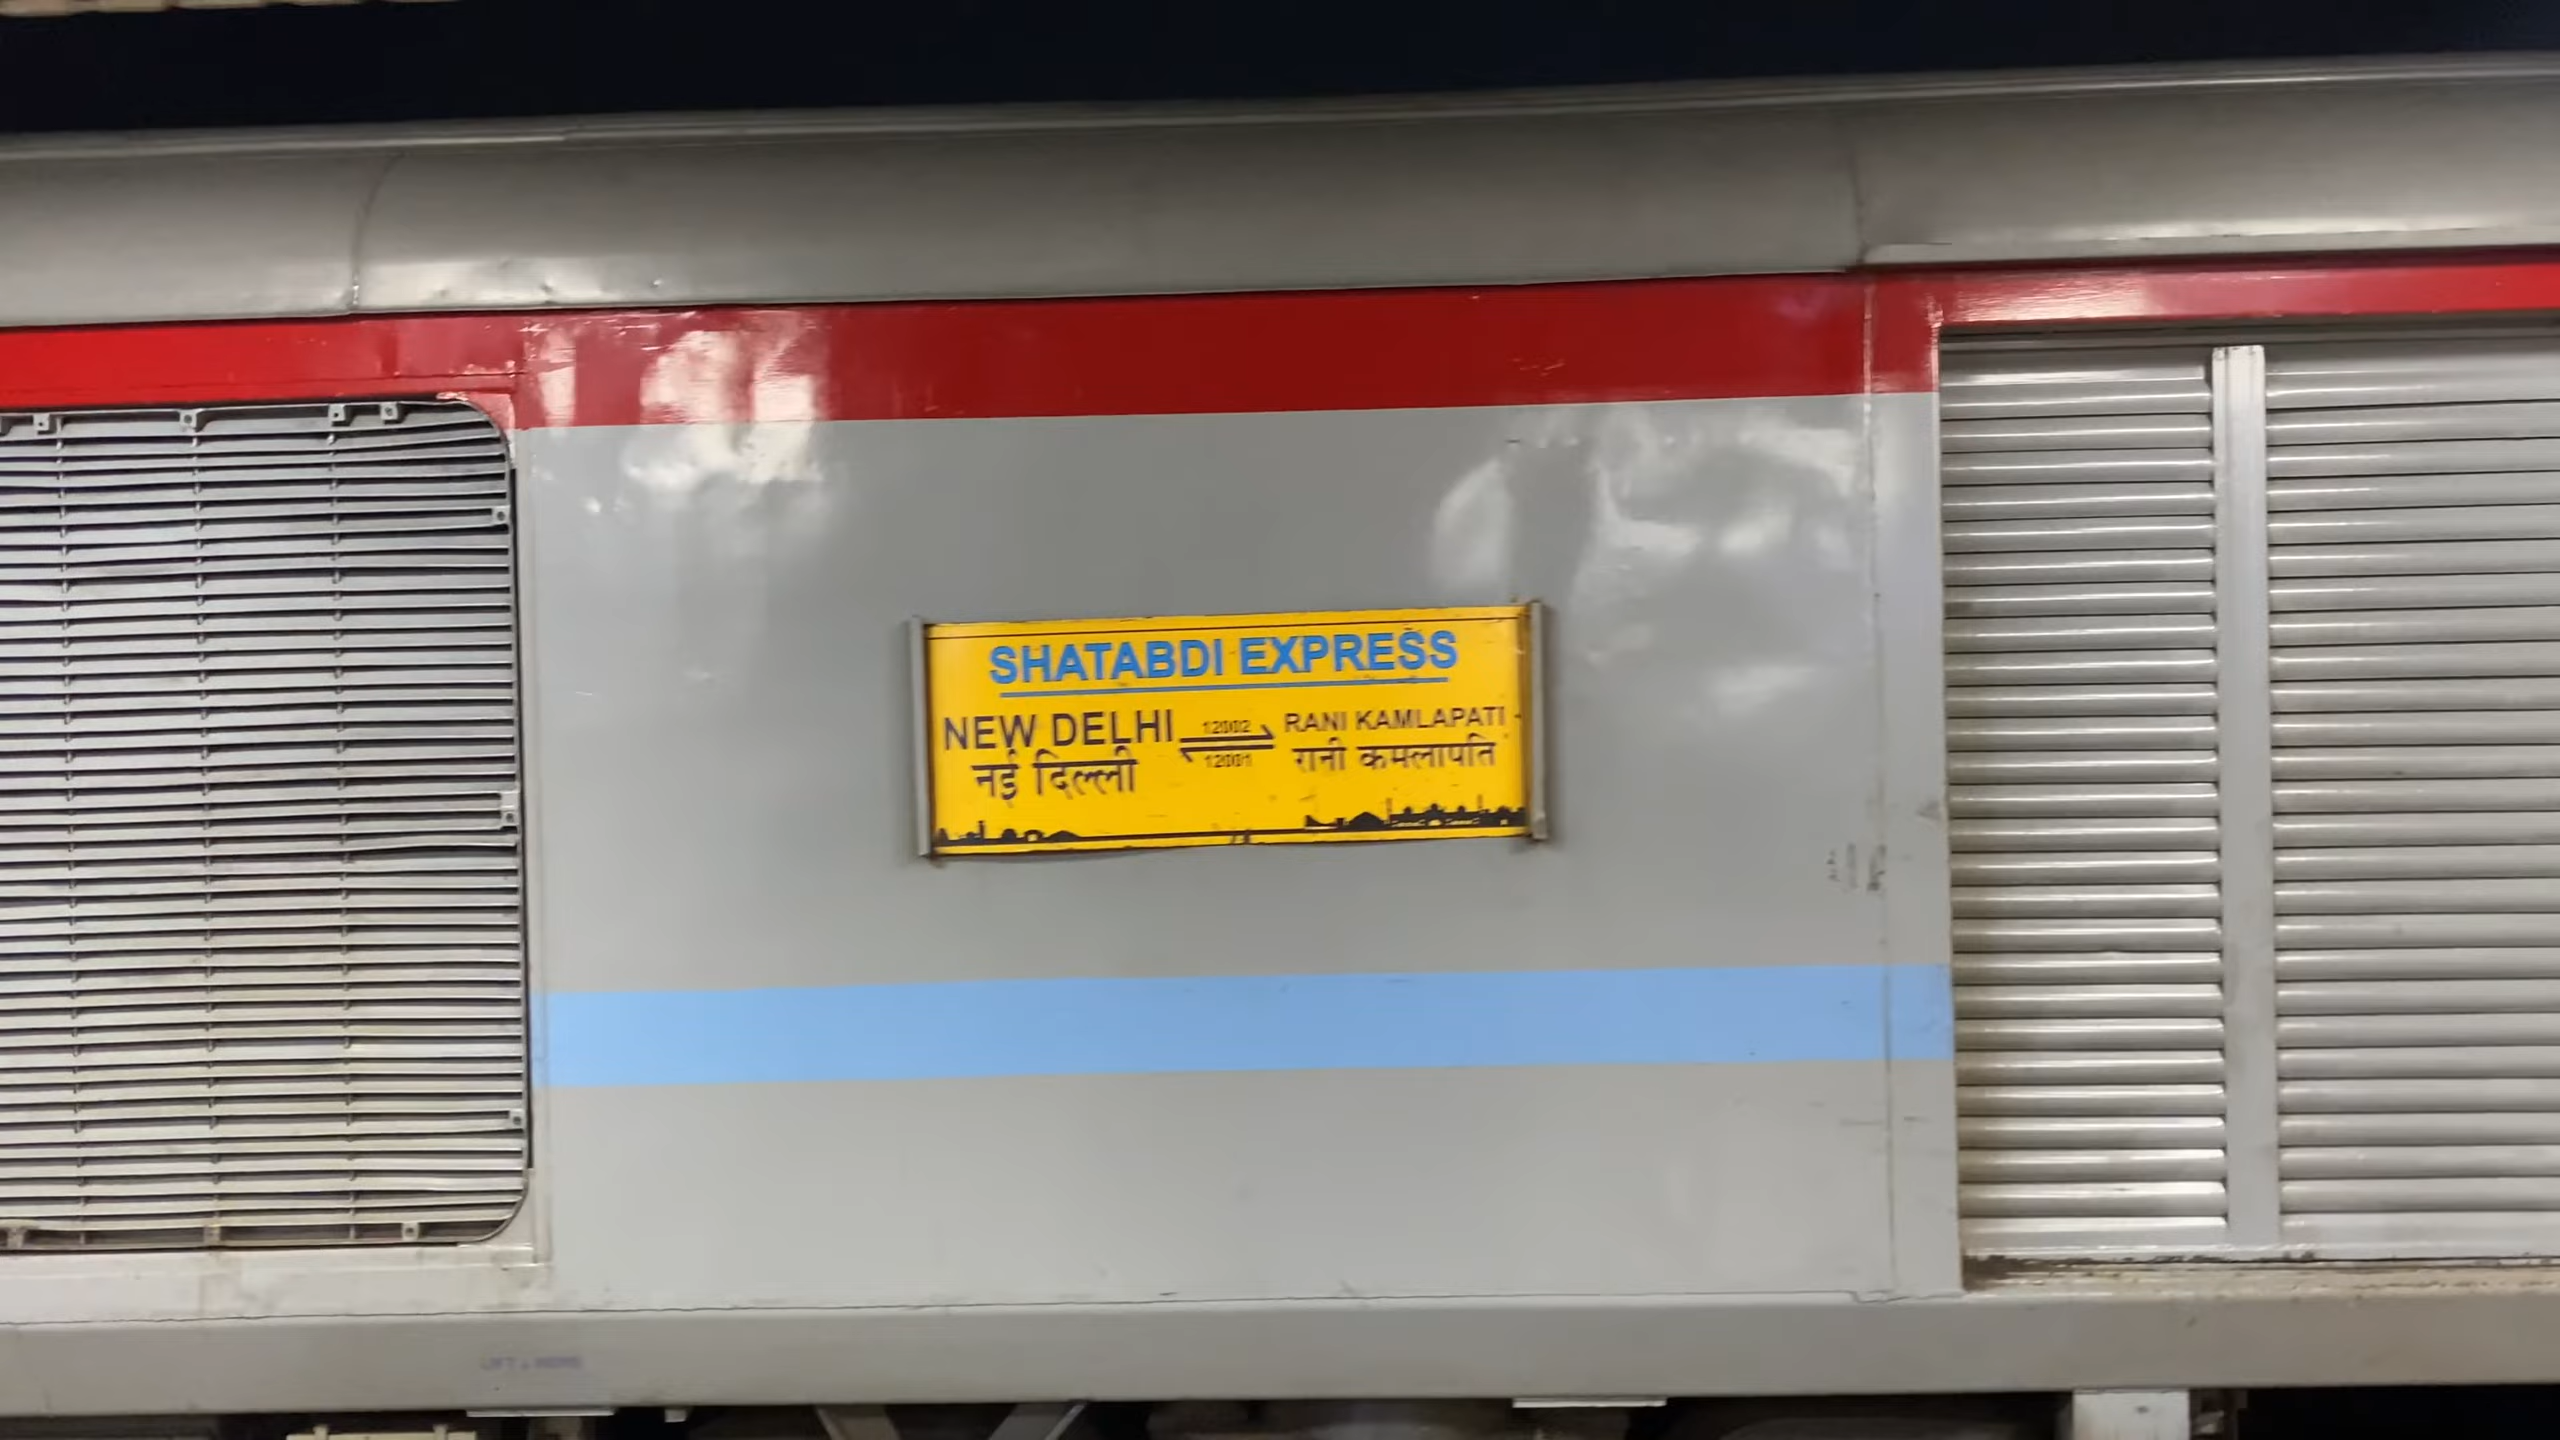 SHATABDI EXPRESS
NEW DELHI 12002 RANI KAMLAPATI
नई दिल्ली 12001 रानी कमलापति